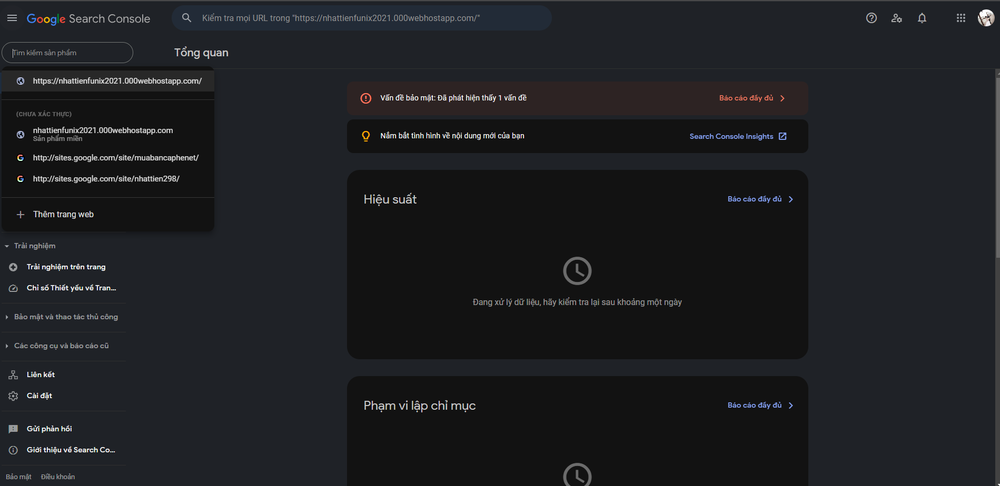 Google Search Console
Kiểm tra mọi URL trong "https://nhattienfunix2021.000webhostapp.com/"
Tìm kiếm sản phẩm
Tổng quan
https://nhattienfunix2021.000webhostapp.com/
(CHƯA XÁC THỰC)
nhattienfunix2021.000webhostapp.com
Sản phẩm miền
http://sites.google.com/site/muabancaphenet/
http://sites.google.com/site/nhattien298/
Thêm trang web
Trải nghiệm
Trải nghiệm trên trang
Chỉ số Thiết yếu về Tran...
Bảo mật và thao tác thủ công
Các công cụ và báo cáo cũ
Liên kết
Cài đặt
Gửi phản hồi
Giới thiệu về Search Co...
Bảo mật Điều khoản
Vấn đề bảo mật: Đã phát hiện thấy 1 vấn đề
Báo cáo đầy đủ
Nắm bắt tình hình về nội dung mới của bạn
Search Console Insights
Hiệu suất
Báo cáo đầy đủ
Đang xử lý dữ liệu, hãy kiểm tra lại sau khoảng một ngày
Phạm vi lập chỉ mục
Báo cáo đầy đủ